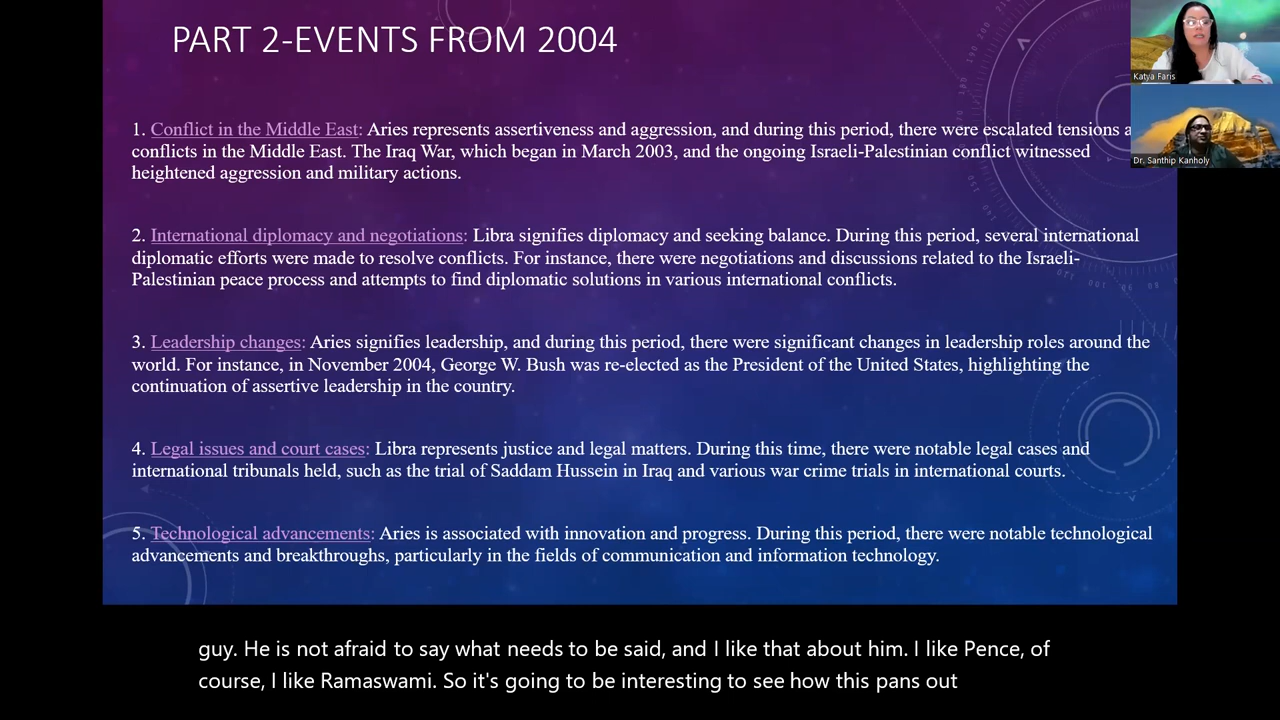 PART 2-EVENTS FROM 2004
Katya Faris
Dr. Santhip Kanholy
1. Conflict in the Middle East: Aries represents assertiveness and aggression, and during this period, there were escalated tensions a
conflicts in the Middle East. The Iraq War, which began in March 2003, and the ongoing Israeli-Palestinian conflict witnessed
heightened aggression and military actions.
2. International diplomacy and negotiations: Libra signifies diplomacy and seeking balance. During this period, several international
diplomatic efforts were made to resolve conflicts. For instance, there were negotiations and discussions related to the Israeli-
Palestinian peace process and attempts to find diplomatic solutions in various international conflicts.
3. Leadership changes: Aries signifies leadership, and during this period, there were significant changes in leadership roles around the
world. For instance, in November 2004, George W. Bush was re-elected as the President of the United States, highlighting the
continuation of assertive leadership in the country.
4. Legal issues and court cases: Libra represents justice and legal matters. During this time, there were notable legal cases and
international tribunals held, such as the trial of Saddam Hussein in Iraq and various war crime trials in international courts.
5. Technological advancements: Aries is associated with innovation and progress. During this period, there were notable technological
advancements and breakthroughs, particularly in the fields of communication and information technology.
guy. He is not afraid to say what needs to be said, and I like that about him. I like Pence, of
course, I like Ramaswami. So it's going to be interesting to see how this pans out